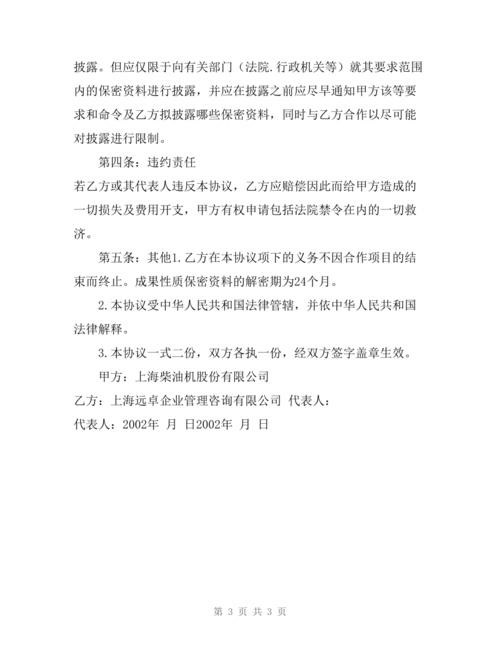 披露。但应仅限于向有关部门（法院.行政机关等）就其要求范围
内的保密资料进行披露，并应在披露之前应尽早通知甲方该等要
求和命令及乙方拟披露哪些保密资料，同时与乙方合作以尽可能
对披露进行限制。
第四条：违约责任
若乙方或其代表人违反本协议，乙方应赔偿因此而给甲方造成的
一切损失及费用开支，甲方有权申请包括法院禁令在内的一切救
济。
第五条：其他1.乙方在本协议项下的义务不因合作项目的结
束而终止。成果性质保密资料的解密期为24个月。
2.本协议受中华人民共和国法律管辖，并依中华人民共和国
法律解释。
3.本协议一式二份，双方各执一份，经双方签字盖章生效。
甲方：上海柴油机股份有限公司
乙方：上海远卓企业管理咨询有限公司 代表人：
代表人：2002年 月 日2002年 月 日
第 3 页 共 3 页